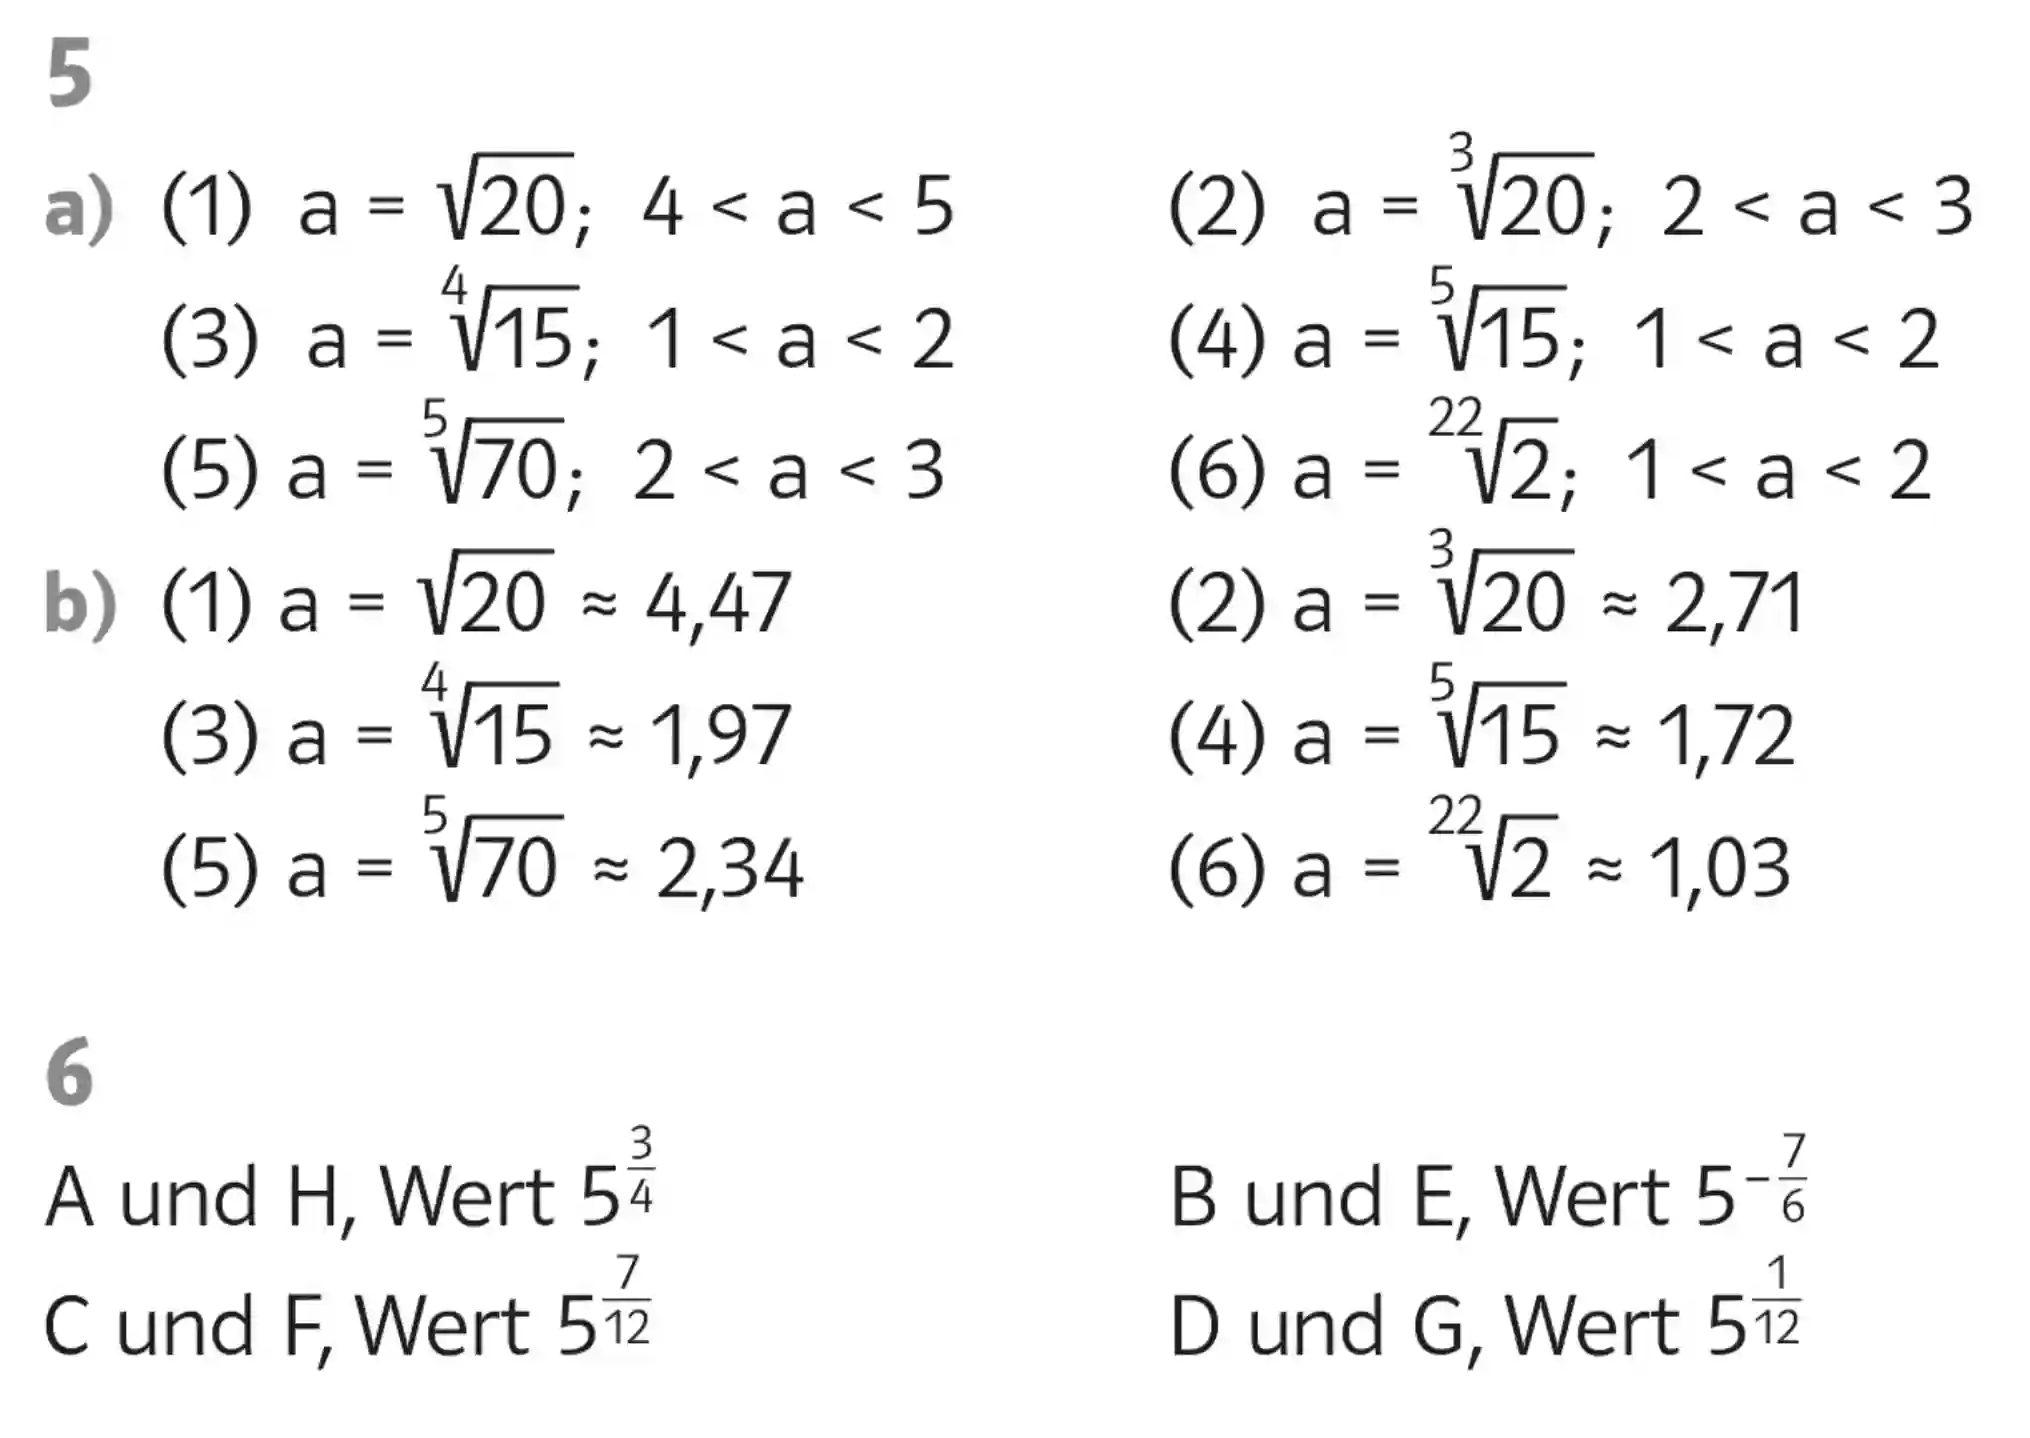 5
a) (1) a = √20; 4 < a < 5 (2) a = ∛20; 2 < a < 3
(3) a = ∜15; 1 < a < 2 (4) a = ⁵√15; 1 < a < 2
(5) a = ⁵√70; 2 < a < 3 (6) a = ²²√2; 1 < a < 2
b) (1) a = √20 ≈ 4,47 (2) a = ∛20 ≈ 2,71
(3) a = ∜15 ≈ 1,97 (4) a = ⁵√15 ≈ 1,72
(5) a = ⁵√70 ≈ 2,34 (6) a = ²²√2 ≈ 1,03
6
A und H, Wert 5^(3/4) B und E, Wert 5^(-7/6)
C und F, Wert 5^(7/12) D und G, Wert 5^(1/12)